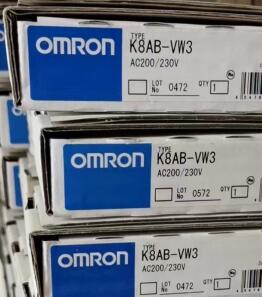 OMRON
TYPE
K8AB-VW3
AC200/230V
LOT No 0472 QTY 1
OMRON
TYPE
K8AB-VW3
AC200/230V
LOT No 0572 QTY 1
OMRON
TYPE
K8AB-VW3
AC200/230V
LOT No 0472 QTY 1